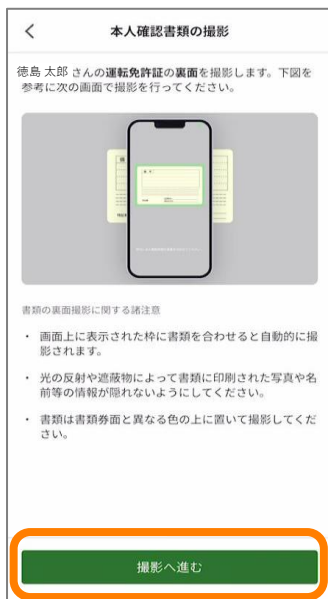 本人確認書類の撮影
徳島 太郎 さんの運転免許証の裏面を撮影します。下図を
参考に次の画面で撮影を行ってください。
書類の裏面撮影に関する諸注意
・ 画面上に表示された枠に書類を合わせると自動的に撮
影されます。
・ 光の反射や遮蔽物によって書類に印刷された写真や名
前等の情報が隠れないようにしてください。
・ 書類は書類券面と異なる色の上に置いて撮影してくだ
さい。
撮影へ進む